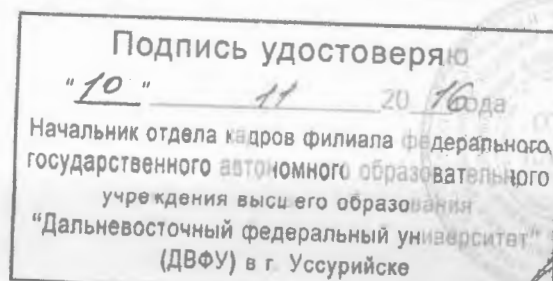 Подпись удостоверяю
"10" 11 2016 года
Начальник отдела кадров филиала федерального
государственного автономного образовательного
учреждения высшего образования
"Дальневосточный федеральный университет"
(ДВФУ) в г. Уссурийске